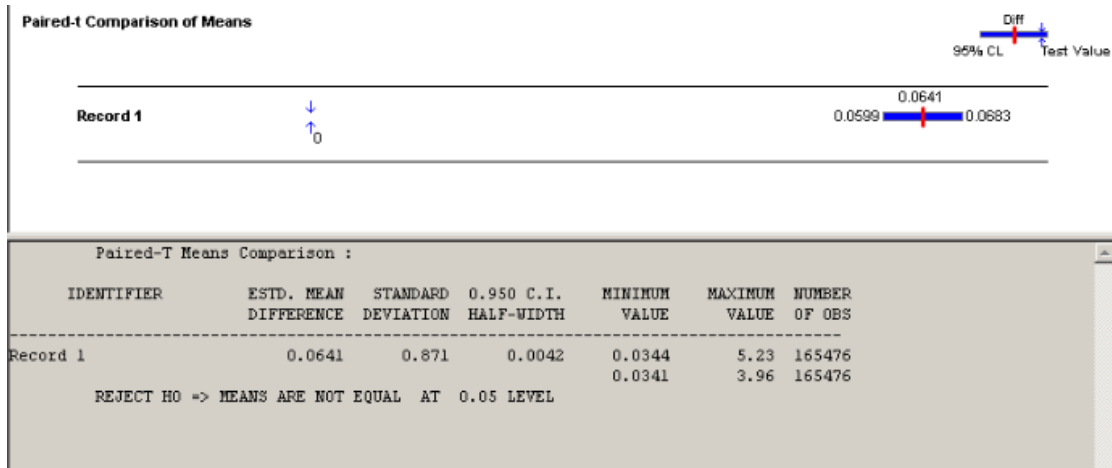 Paired-t Comparison of Means
Diff
95% CL Test Value
Record 1
0
0.0641
0.0599 0.0683
Paired-T Means Comparison :
IDENTIFIER ESTD. MEAN STANDARD 0.950 C.I. MINIMUM MAXIMUM NUMBER
DIFFERENCE DEVIATION HALF-WIDTH VALUE VALUE OF OBS
Record 1 0.0641 0.871 0.0042 0.0344 5.23 165476
0.0341 3.96 165476
REJECT H0 => MEANS ARE NOT EQUAL AT 0.05 LEVEL